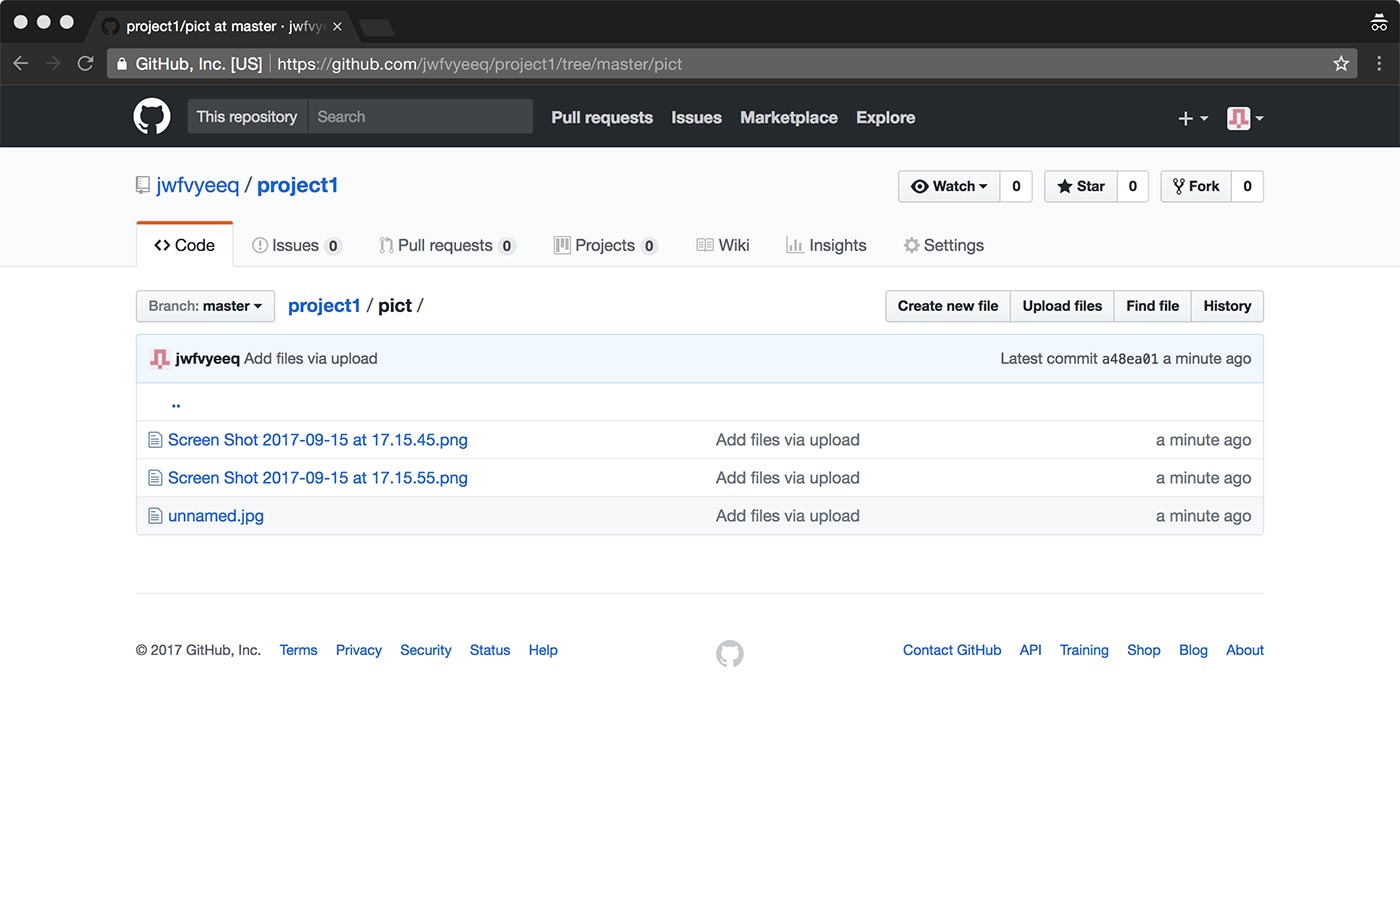 project1/pict at master · jwfvye
GitHub, Inc. [US] https://github.com/jwfvyeeq/project1/tree/master/pict
This repository Search Pull requests Issues Marketplace Explore
jwfvyeeq / project1 Watch 0 Star 0 Fork 0
Code Issues 0 Pull requests 0 Projects 0 Wiki Insights Settings
Branch: master project1 / pict / Create new file Upload files Find file History
jwfvyeeq Add files via upload Latest commit a48ea01 a minute ago
..
Screen Shot 2017-09-15 at 17.15.45.png Add files via upload a minute ago
Screen Shot 2017-09-15 at 17.15.55.png Add files via upload a minute ago
unnamed.jpg Add files via upload a minute ago
© 2017 GitHub, Inc. Terms Privacy Security Status Help Contact GitHub API Training Shop Blog About